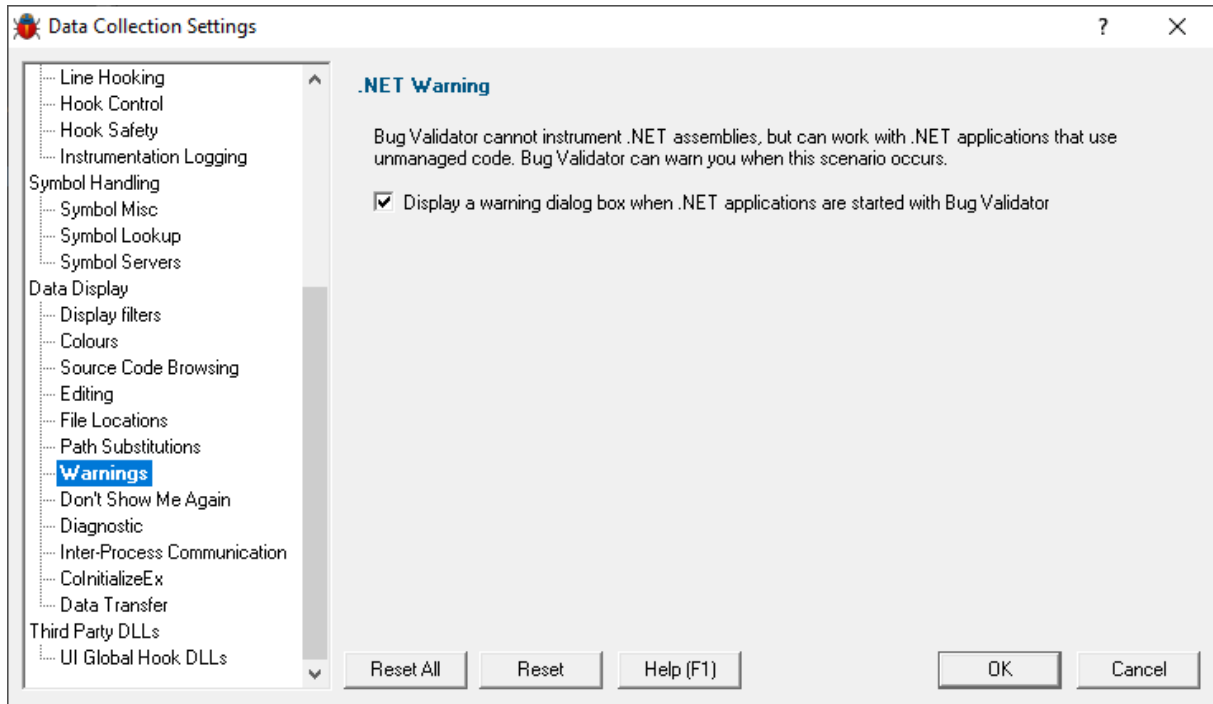 Data Collection Settings
?
Line Hooking
Hook Control
Hook Safety
Instrumentation Logging
Symbol Handling
Symbol Misc
Symbol Lookup
Symbol Servers
Data Display
Display filters
Colours
Source Code Browsing
Editing
File Locations
Path Substitutions
Warnings
Don't Show Me Again
Diagnostic
Inter-Process Communication
CoInitializeEx
Data Transfer
Third Party DLLs
UI Global Hook DLLs
.NET Warning
Bug Validator cannot instrument .NET assemblies, but can work with .NET applications that use
unmanaged code. Bug Validator can warn you when this scenario occurs.
Display a warning dialog box when .NET applications are started with Bug Validator
Reset All
Reset
Help (F1)
OK
Cancel